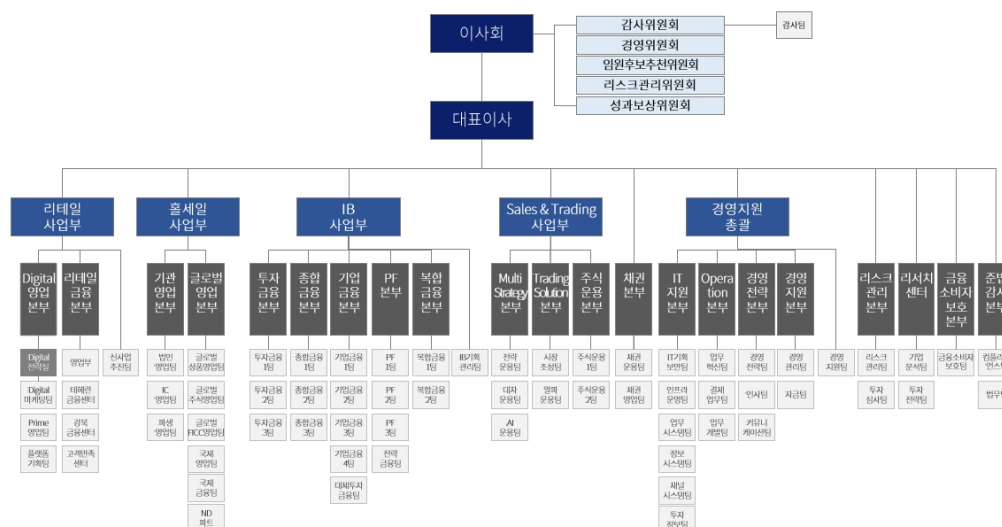 이사회
감사위원회
감사팀
경영위원회
임원후보추천위원회
리스크관리위원회
성과보상위원회
대표이사
리테일
사업부
홀세일
사업부
IB
사업부
Sales & Trading
사업부
경영지원
총괄
Digital
영업
본부
리테일
금융
본부
기관
영업
본부
글로벌
영업
본부
투자
금융
본부
종합
금융
본부
기업
금융
본부
PF
본부
복합
금융
본부
Multi
Strategy
본부
Trading
Solution
본부
주식
운용
본부
채권
본부
IT
지원
본부
Opera
tion
본부
경영
전략
본부
경영
지원
본부
리스크
관리
본부
리서치
센터
금융
소비자
보호
본부
준법
감시
본부
Digital
전략실
Digital
마케팅팀
Prime
영업팀
플랫폼
기획팀
영업부
테헤란
금융센터
강북
금융센터
고객만족
센터
신사업
추진팀
법인
영업팀
IC
영업팀
파생
영업팀
글로벌
상품영업팀
글로벌
주식영업팀
글로벌
FICC영업팀
국제
영업팀
국제
금융팀
ND
파트
투자금융
1팀
투자금융
2팀
투자금융
3팀
종합금융
1팀
종합금융
2팀
종합금융
3팀
기업금융
1팀
기업금융
2팀
기업금융
3팀
기업금융
4팀
대체투자
금융팀
PF
1팀
PF
2팀
PF
3팀
전략
금융팀
복합금융
1팀
복합금융
2팀
IB기획
관리팀
전략
운용팀
대차
운용팀
AI
운용팀
시장
조성팀
알파
운용팀
주식운용
1팀
주식운용
2팀
채권
운용팀
채권
영업팀
IT기획
보안팀
인프라
운영팀
업무
시스템팀
정보
시스템팀
채널
시스템팀
투자
정보팀
업무
혁신팀
결제
업무팀
업무
개발팀
경영
전략팀
인사팀
커뮤니
케이션팀
경영
관리팀
자금팀
경영
지원팀
리스크
관리팀
투자
심사팀
기업
분석팀
투자
전략팀
금융소비자
보호팀
컴플라이
언스팀
법무팀